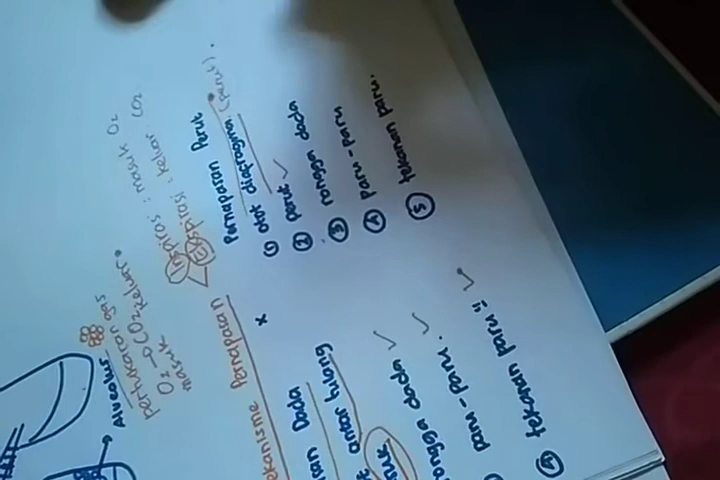 Alveolus
pertukaran gas
O2 → CO2 keluar
masuk
Inspirasi : masuk O2
Ekspirasi : keluar CO2
ekanisme Pernapasan
an Dada
antar tulang
ongga dada ✓
paru-paru. ✓
④ tekanan paru" ✓
x
Pernapasan Perut
① otot diafragma. (perut).
② perut ✓
③ rongga dada
④ paru-paru
⑤ tekanan paru.